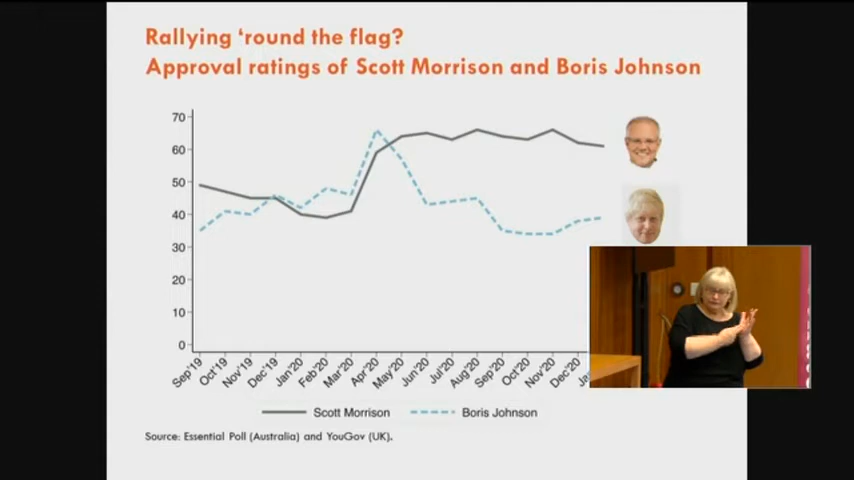 Rallying ‘round the flag?
Approval ratings of Scott Morrison and Boris Johnson
70
60
50
40
30
20
10
0
Sep'19
Oct'19
Nov'19
Dec'19
Jan'20
Feb'20
Mar'20
Apr'20
May'20
Jun'20
Jul'20
Aug'20
Sep'20
Oct'20
Nov'20
Dec'20
Scott Morrison
Boris Johnson
Source: Essential Poll (Australia) and YouGov (UK).